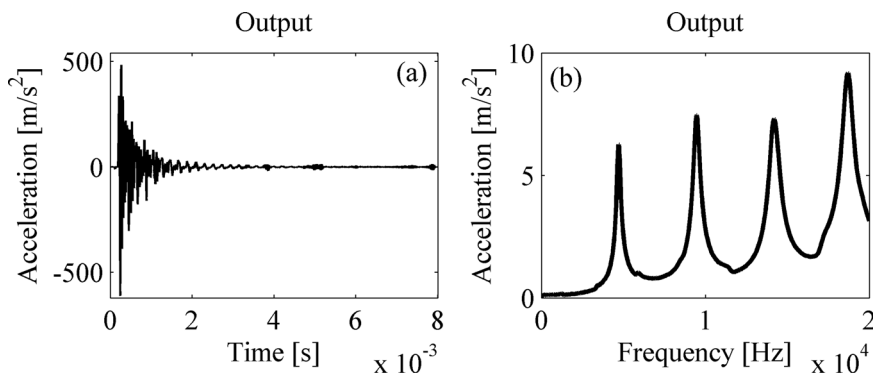 Output
(a)
Acceleration [m/s²]
500
0
-500
0 2 4 6 8
Time [s] x 10⁻³
Output
(b)
Acceleration [m/s²]
10
5
0
0 1 2
Frequency [Hz] x 10⁴